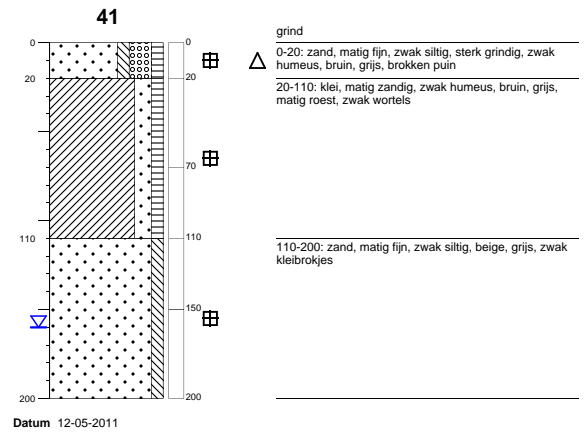 41
grind
0
0
0-20: zand, matig fijn, zwak siltig, sterk grindig, zwak
humeus, bruin, grijs, brokken puin
20
20
20-110: klei, matig zandig, zwak humeus, bruin, grijs,
matig roest, zwak wortels
70
110
110
110-200: zand, matig fijn, zwak siltig, beige, grijs, zwak
kleibrokjes
150
200
200
Datum 12-05-2011